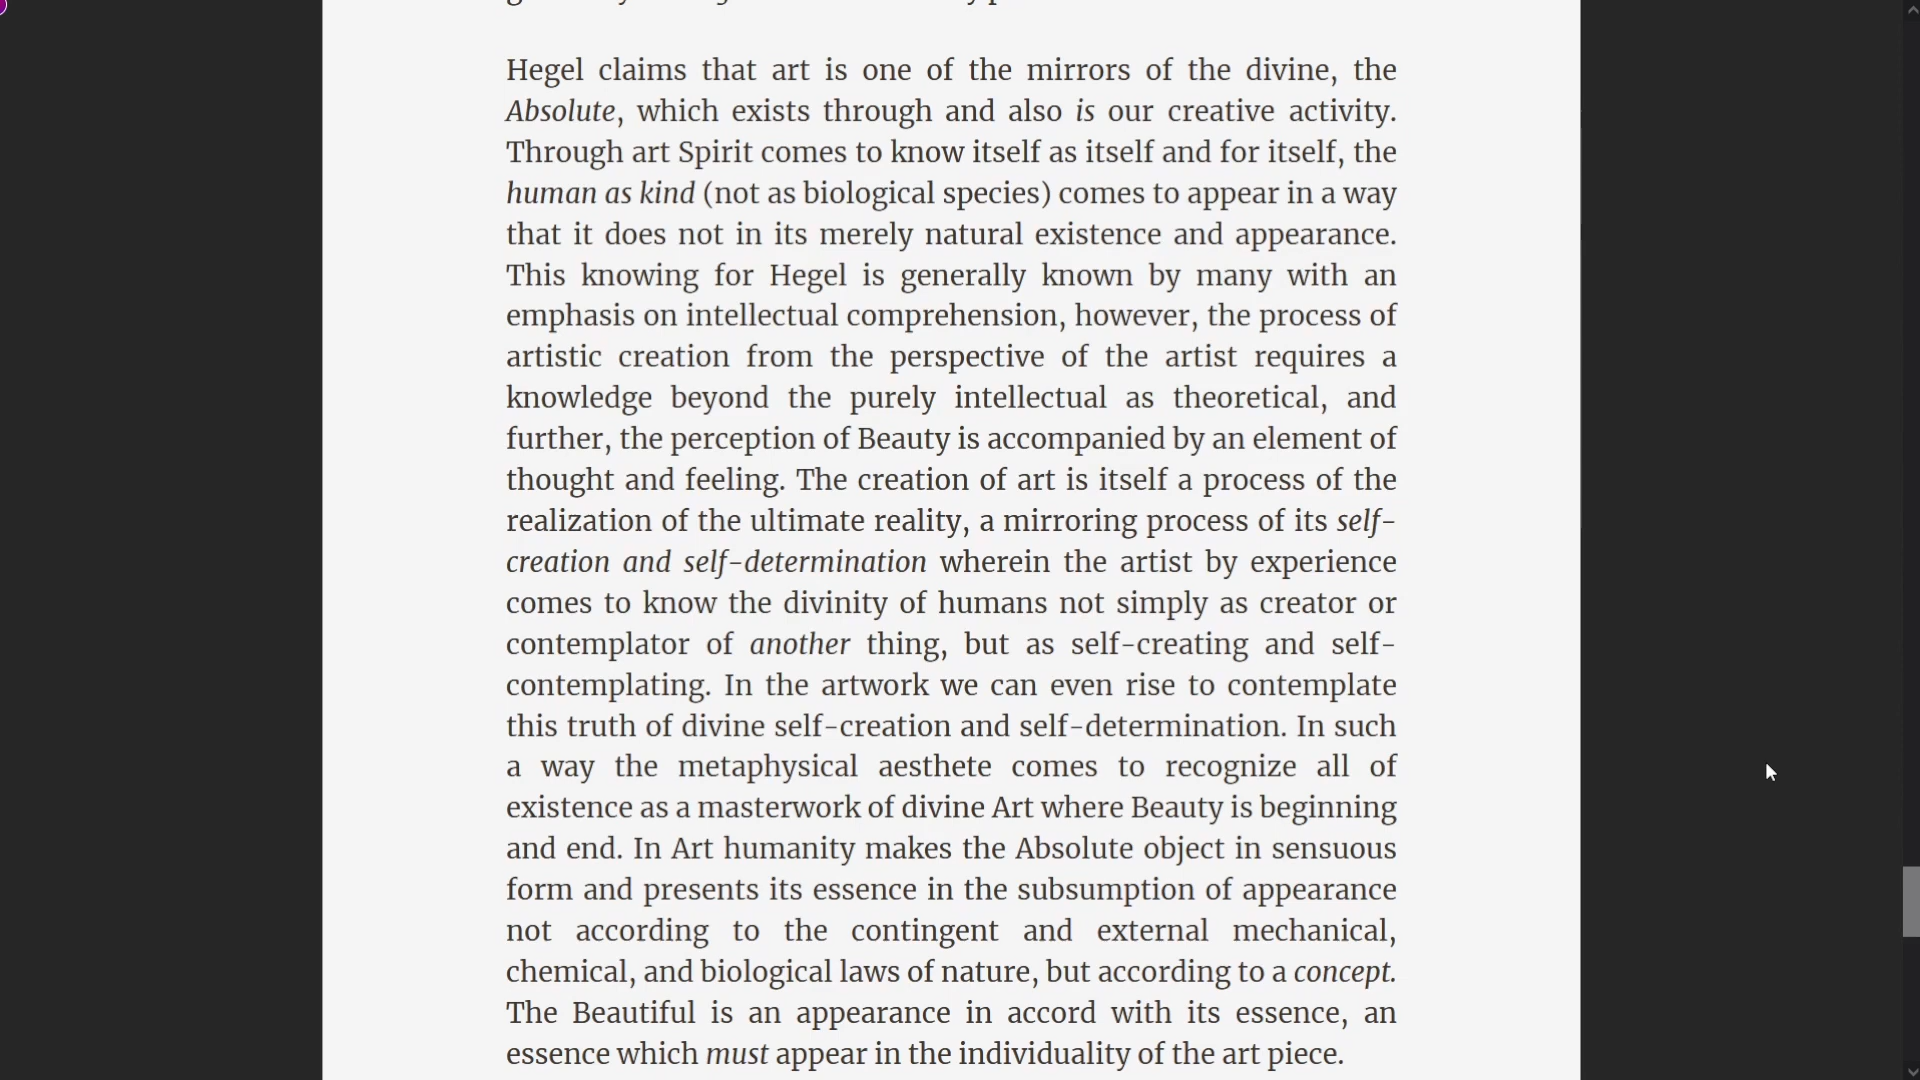 Hegel claims that art is one of the mirrors of the divine, the
Absolute, which exists through and also is our creative activity.
Through art Spirit comes to know itself as itself and for itself, the
human as kind (not as biological species) comes to appear in a way
that it does not in its merely natural existence and appearance.
This knowing for Hegel is generally known by many with an
emphasis on intellectual comprehension, however, the process of
artistic creation from the perspective of the artist requires a
knowledge beyond the purely intellectual as theoretical, and
further, the perception of Beauty is accompanied by an element of
thought and feeling. The creation of art is itself a process of the
realization of the ultimate reality, a mirroring process of its self-
creation and self-determination wherein the artist by experience
comes to know the divinity of humans not simply as creator or
contemplator of another thing, but as self-creating and self-
contemplating. In the artwork we can even rise to contemplate
this truth of divine self-creation and self-determination. In such
a way the metaphysical aesthete comes to recognize all of
existence as a masterwork of divine Art where Beauty is beginning
and end. In Art humanity makes the Absolute object in sensuous
form and presents its essence in the subsumption of appearance
not according to the contingent and external mechanical,
chemical, and biological laws of nature, but according to a concept.
The Beautiful is an appearance in accord with its essence, an
essence which must appear in the individuality of the art piece.